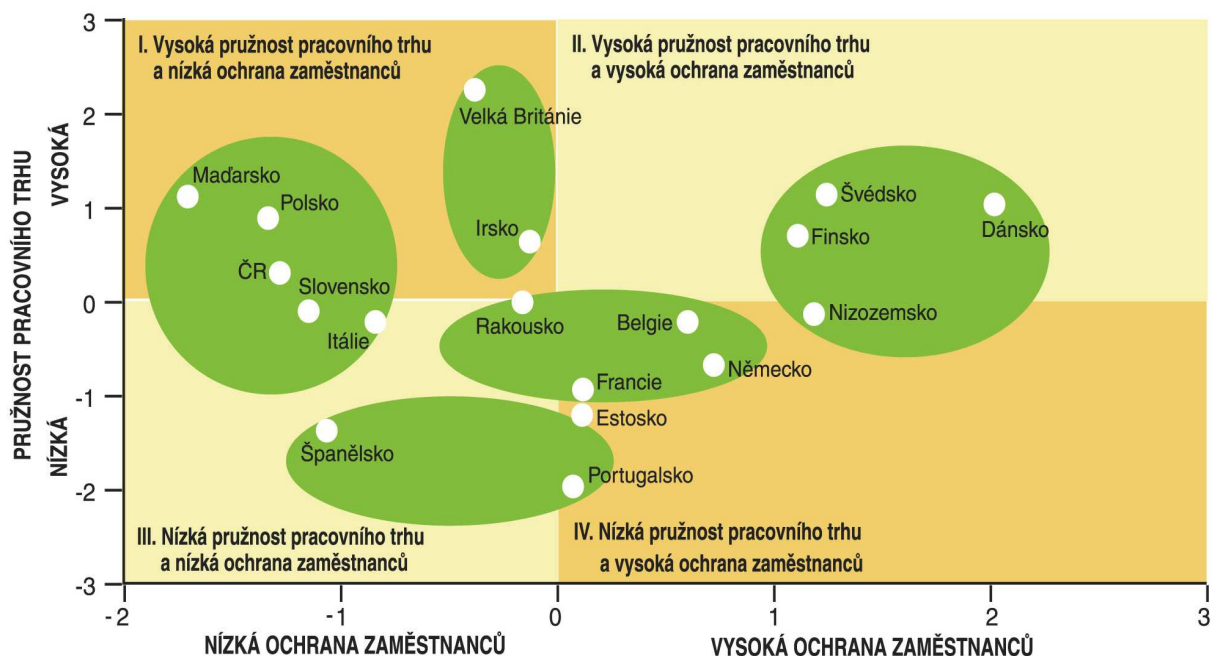 I. Vysoká pružnost pracovního trhu
a nízká ochrana zaměstnanců
II. Vysoká pružnost pracovního trhu
a vysoká ochrana zaměstnanců
PRUŽNOST PRACOVNÍHO TRHU
VYSOKÁ
NÍZKÁ
3
2
1
0
-1
-2
-3
Velká Británie
Maďarsko
Polsko
Irsko
ČR
Slovensko
Itálie
Švédsko
Finsko
Dánsko
Nizozemsko
Rakousko
Belgie
Německo
Francie
Estosko
Španělsko
Portugalsko
III. Nízká pružnost pracovního trhu
a nízká ochrana zaměstnanců
IV. Nízká pružnost pracovního trhu
a vysoká ochrana zaměstnanců
-2
-1
0
1
2
3
NÍZKÁ OCHRANA ZAMĚSTNANCŮ
VYSOKÁ OCHRANA ZAMĚSTNANCŮ